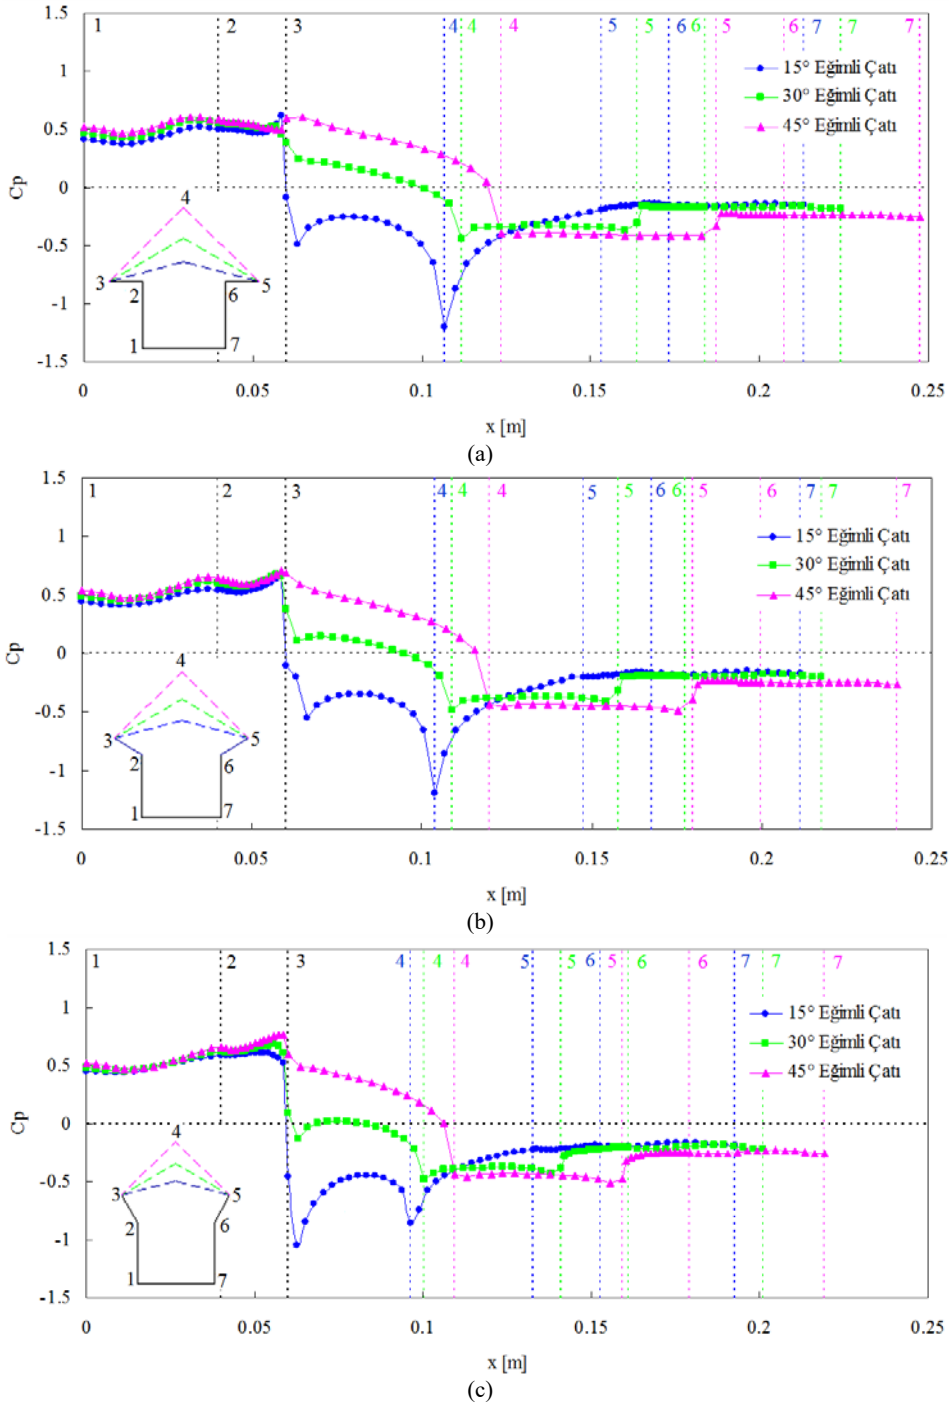 1.5
1 2 3 4 4 4 5 5 6 6 5 6 7 7 7
1
15° Eğimli Çatı
30° Eğimli Çatı
45° Eğimli Çatı
0.5
Cp
0
4
-0.5
3 2 6 5
-1
1 7
-1.5
0 0.05 0.1 0.15 0.2 0.25
x [m]
(a)
1.5
1 2 3 4 4 4 5 5 6 6 5 6 7 7 7
1
15° Eğimli Çatı
30° Eğimli Çatı
45° Eğimli Çatı
0.5
Cp
0
4
-0.5
3 5
2 6
-1
1 7
-1.5
0 0.05 0.1 0.15 0.2 0.25
x [m]
(b)
1.5
1 2 3 4 4 4 5 5 6 5 6 6 7 7 7
1
15° Eğimli Çatı
30° Eğimli Çatı
45° Eğimli Çatı
0.5
Cp
0
4
-0.5
3 5
2 6
-1
1 7
-1.5
0 0.05 0.1 0.15 0.2 0.25
x [m]
(c)